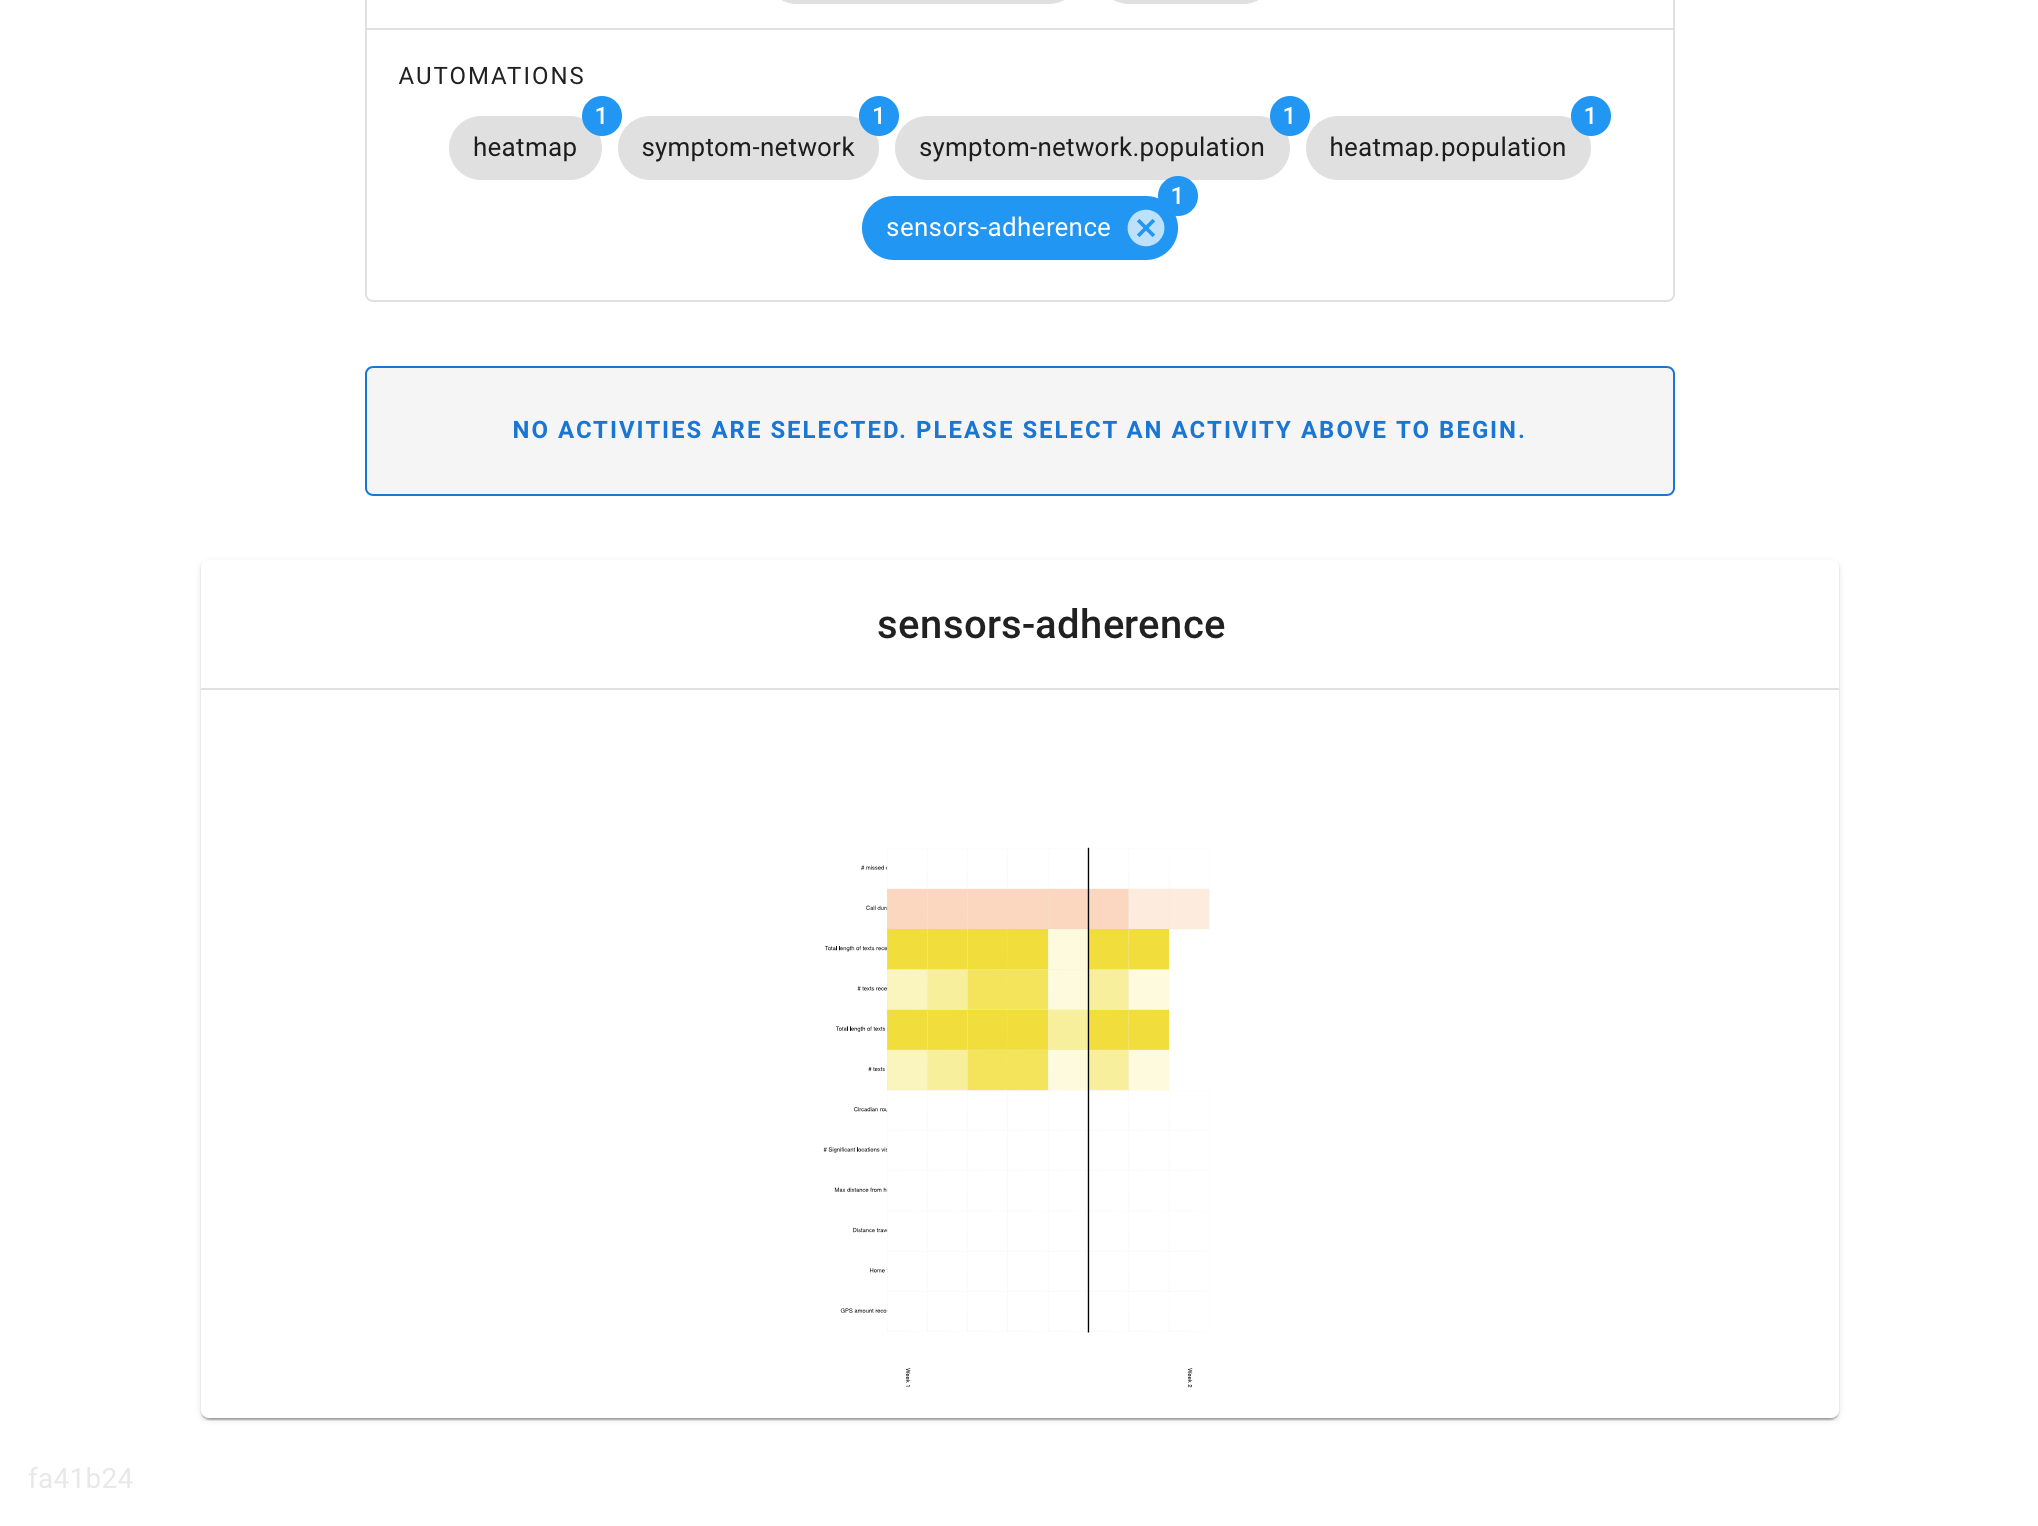 AUTOMATIONS
heatmap 1
symptom-network 1
symptom-network.population 1
heatmap.population 1
sensors-adherence 1
NO ACTIVITIES ARE SELECTED. PLEASE SELECT AN ACTIVITY ABOVE TO BEGIN.
sensors-adherence
# missed
Call dur
Total length of texts rece
# texts rece
Total length of texts
# texts
Circadian rou
# Significant locations vis
Max distance from h
Distance trav
Home
GPS amount reco
Week 1
Week 2
fa41b24